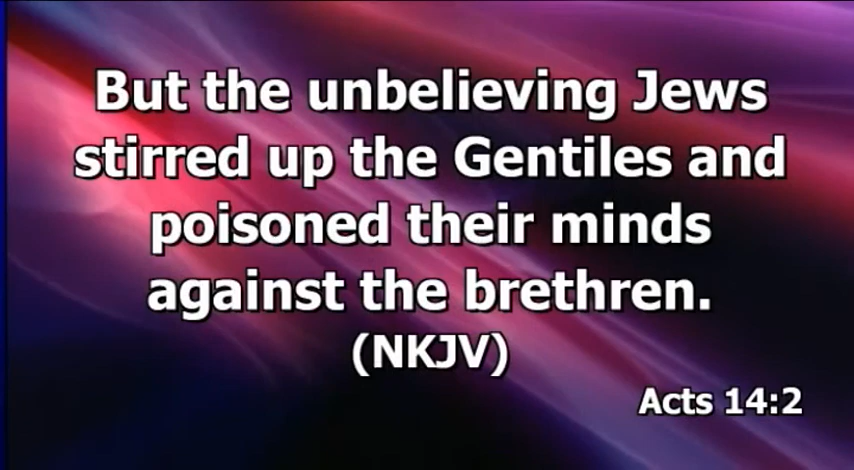 But the unbelieving Jews
stirred up the Gentiles and
poisoned their minds
against the brethren.
(NKJV)
Acts 14:2